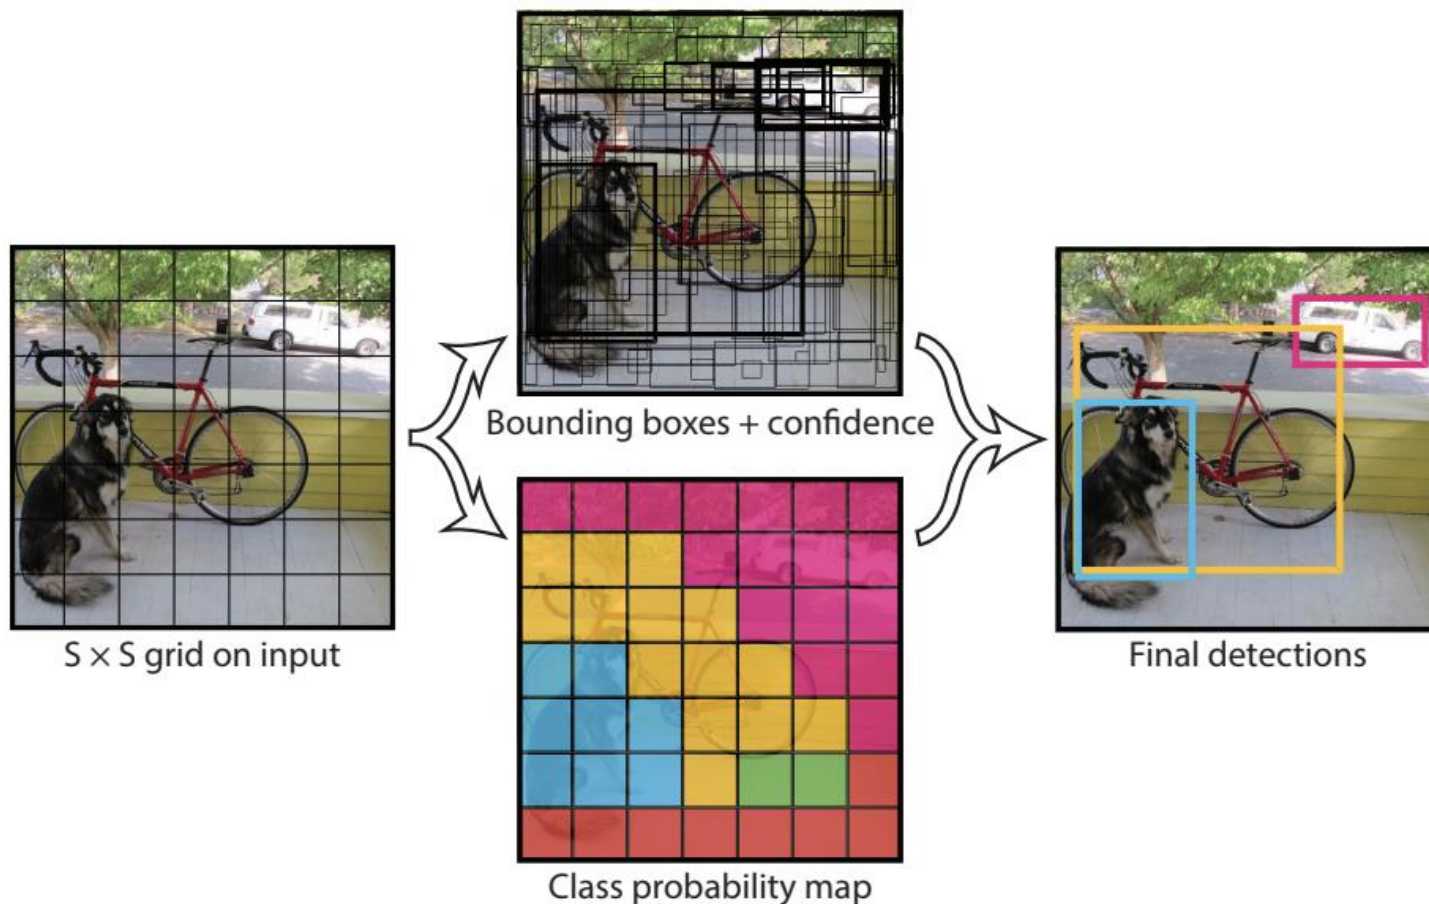 S × S grid on input
Bounding boxes + confidence
Class probability map
Final detections